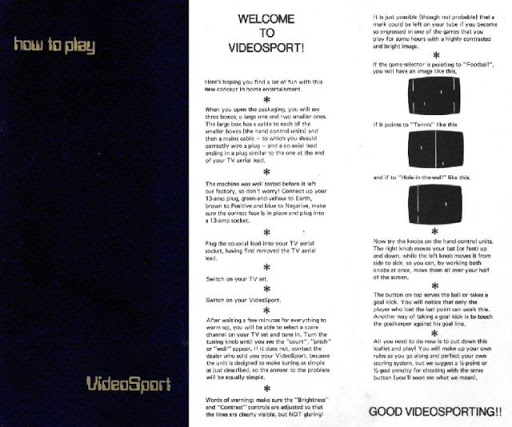 how to play
VideoSport
WELCOME
TO
VIDEOSPORT!
Here's hoping you find a lot of fun with this
new concept in home entertainment.
*
When you open the packaging, you will see
three boxes; a large one and two smaller ones.
The large box has a cable to each of the
smaller boxes (the hand control units) and
then a mains cable – to which you should
correctly wire a plug – and a co-axial lead
ending in a plug similar to the one at the end
of your TV aerial lead.
*
The machine was well tested before it left
our factory, so don't worry! Connect up your
13-amp plug, green-and-yellow to Earth,
brown to Positive and blue to Negative, make
sure the correct fuse is in place and plug into
a 13-amp socket.
*
Plug the co-axial lead into your TV aerial
socket, having first removed the TV aerial
lead.
*
Switch on your TV set.
*
Switch on your VideoSport.
*
After waiting a few minutes for everything to
warm up, you will be able to select a spare
channel on your TV set and tune in. Turn the
tuning knob until you see the "court", "pitch"
or "wall" appear. If it does not, contact the
dealer who sold you your VideoSport, because
the unit is designed to make tuning as simple
as just described, so the answer to the problem
will be equally simple.
*
Words of warning: make sure the "Brightness"
and "Contrast" controls are adjusted so that
the lines are clearly visible, but NOT glaring!
It is just possible (though not probable) that a
mark could be left on your tube if you become
so engrossed in one of the games that you
play for some hours with a highly contrasted
and bright image.
*
If the game-selector is pointing to "Football",
you will have an image like this,
if it points to "Tennis" like this
and if to "Hole-in-the-wall" like this.
*
Now try the knobs on the hand-control units.
The right knob moves your bat (or feet) up
and down, while the left knob moves it from
side to side, so you can, by working both
knobs at once, move them all over your half
of the screen.
*
The button on top serves the ball or takes a
goal kick. You will notice that only the
player who lost the last point can work this.
Another way of taking a goal kick is to touch
the goalkeeper against his goal line.
*
All you need to do now is to put down this
leaflet and play! You will make up your own
rules as you go along and perfect your own
scoring system, but we suggest a ½-point or
½-goal penalty for cheating with the serve
button (you'll soon see what we mean).
GOOD VIDEOSPORTING!!